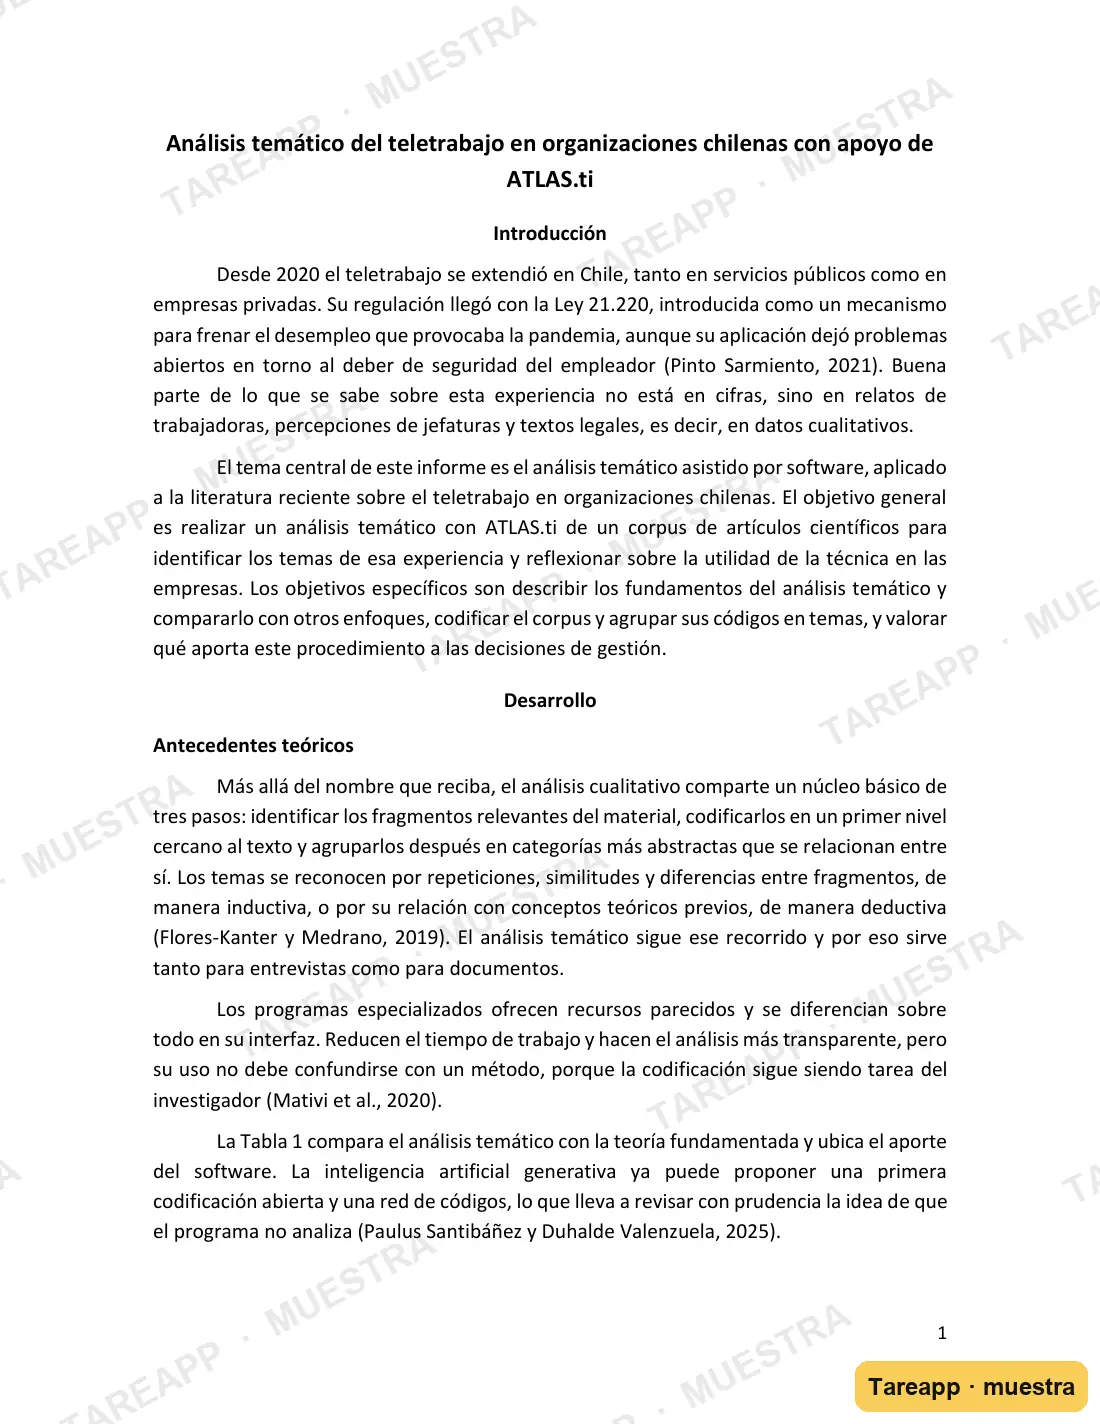 Análisis temático del teletrabajo en organizaciones chilenas con apoyo de
ATLAS.ti
Introducción
Desde 2020 el teletrabajo se extendió en Chile, tanto en servicios públicos como en
empresas privadas. Su regulación llegó con la Ley 21.220, introducida como un mecanismo
para frenar el desempleo que provocaba la pandemia, aunque su aplicación dejó problemas
abiertos en torno al deber de seguridad del empleador (Pinto Sarmiento, 2021). Buena
parte de lo que se sabe sobre esta experiencia no está en cifras, sino en relatos de
trabajadoras, percepciones de jefaturas y textos legales, es decir, en datos cualitativos.
El tema central de este informe es el análisis temático asistido por software, aplicado
a la literatura reciente sobre el teletrabajo en organizaciones chilenas. El objetivo general
es realizar un análisis temático con ATLAS.ti de un corpus de artículos científicos para
identificar los temas de esa experiencia y reflexionar sobre la utilidad de la técnica en las
empresas. Los objetivos específicos son describir los fundamentos del análisis temático y
compararlo con otros enfoques, codificar el corpus y agrupar sus códigos en temas, y valorar
qué aporta este procedimiento a las decisiones de gestión.
Desarrollo
Antecedentes teóricos
Más allá del nombre que reciba, el análisis cualitativo comparte un núcleo básico de
tres pasos: identificar los fragmentos relevantes del material, codificarlos en un primer nivel
cercano al texto y agruparlos después en categorías más abstractas que se relacionan entre
sí. Los temas se reconocen por repeticiones, similitudes y diferencias entre fragmentos, de
manera inductiva, o por su relación con conceptos teóricos previos, de manera deductiva
(Flores-Kanter y Medrano, 2019). El análisis temático sigue ese recorrido y por eso sirve
tanto para entrevistas como para documentos.
Los programas especializados ofrecen recursos parecidos y se diferencian sobre
todo en su interfaz. Reducen el tiempo de trabajo y hacen el análisis más transparente, pero
su uso no debe confundirse con un método, porque la codificación sigue siendo tarea del
investigador (Mativi et al., 2020).
La Tabla 1 compara el análisis temático con la teoría fundamentada y ubica el aporte
del software. La inteligencia artificial generativa ya puede proponer una primera
codificación abierta y una red de códigos, lo que lleva a revisar con prudencia la idea de que
el programa no analiza (Paulus Santibáñez y Duhalde Valenzuela, 2025).
1
Tareapp · muestra
TAREAPP · MUESTRA